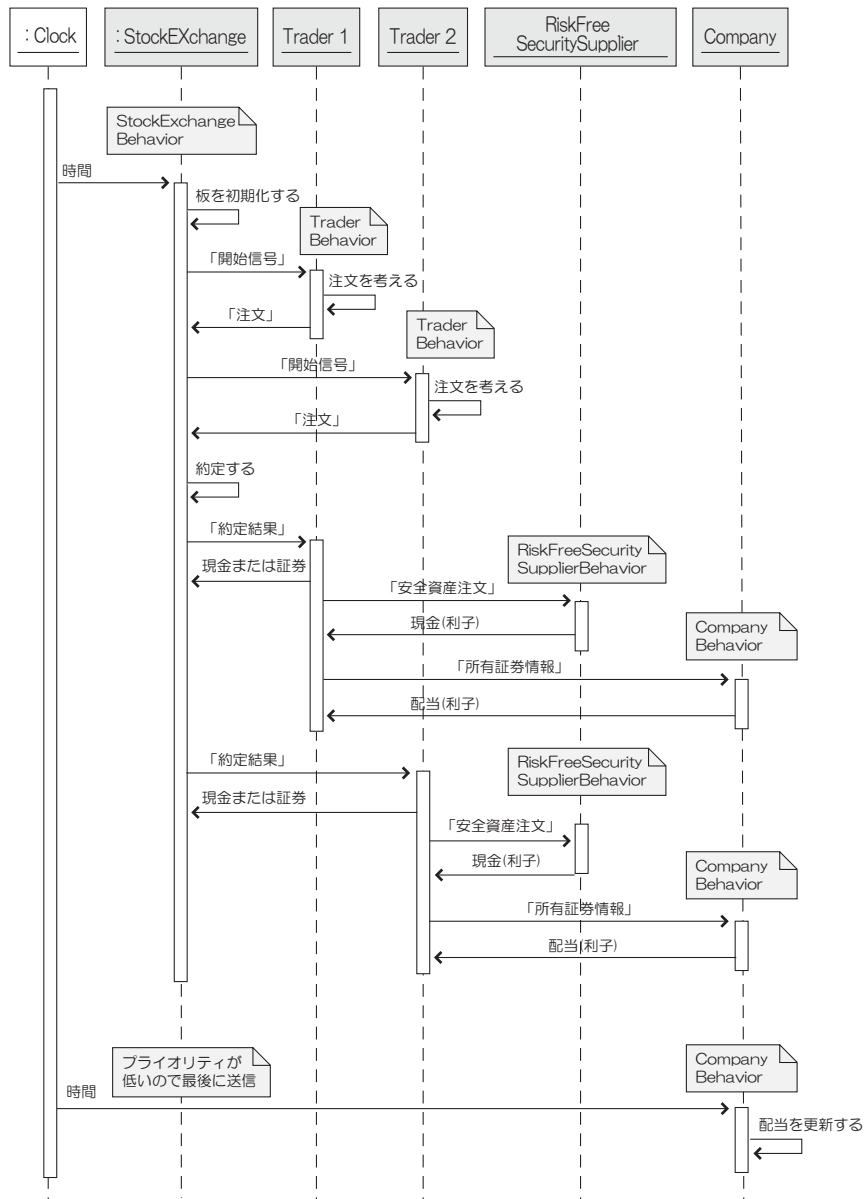 : Clock
: StockEXchange
Trader 1
Trader 2
RiskFree
SecuritySupplier
Company
StockExchange
Behavior
時間
板を初期化する
Trader
Behavior
「開始信号」
注文を考える
「注文」
Trader
Behavior
「開始信号」
注文を考える
「注文」
約定する
「約定結果」
RiskFreeSecurity
SupplierBehavior
現金または証券
「安全資産注文」
現金(利子)
Company
Behavior
「所有証券情報」
配当(利子)
「約定結果」
RiskFreeSecurity
SupplierBehavior
現金または証券
「安全資産注文」
現金(利子)
Company
Behavior
「所有証券情報」
配当(利子)
プライオリティが
低いので最後に送信
Company
Behavior
時間
配当を更新する